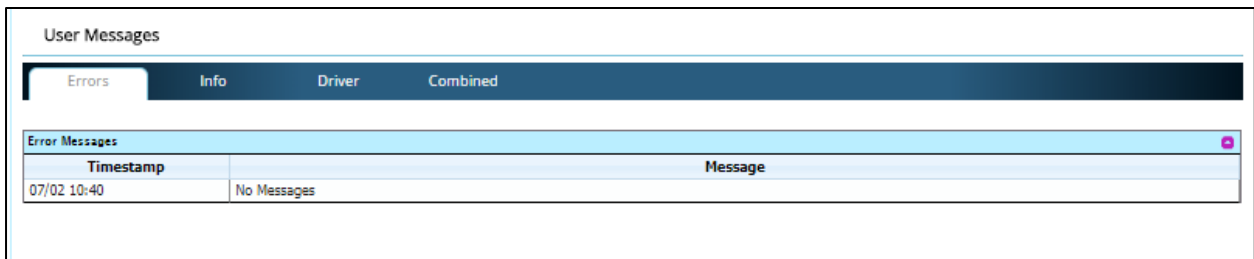 User Messages
Errors Info Driver Combined
Error Messages
Timestamp Message
07/02 10:40 No Messages